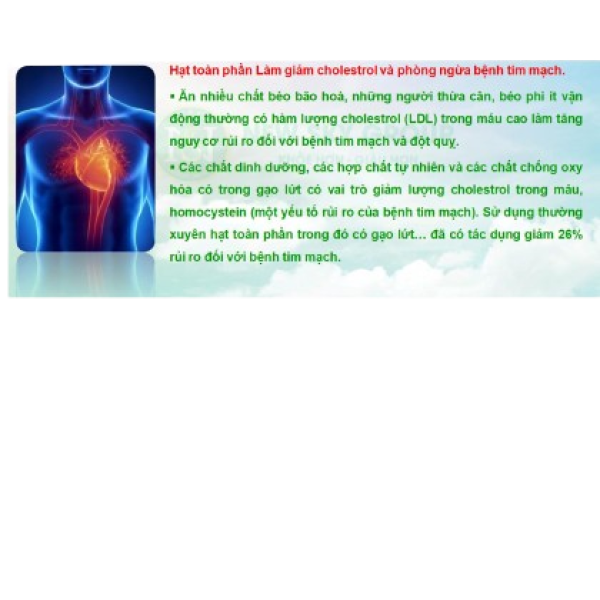 Hạt toàn phần Làm giảm cholestrol và phòng ngừa bệnh tim mạch.
▪ Ăn nhiều chất béo bão hoà, những người thừa cân, béo phì ít vận
động thường có hàm lượng cholestrol (LDL) trong máu cao làm tăng
nguy cơ rủi ro đối với bệnh tim mạch và đột quỵ.
▪ Các chất dinh dưỡng, các hợp chất tự nhiên và các chất chống oxy
hóa có trong gạo lứt có vai trò giảm lượng cholestrol trong máu,
homocystein (một yếu tố rủi ro của bệnh tim mạch). Sử dụng thường
xuyên hạt toàn phần trong đó có gạo lứt... đã có tác dụng giảm 26%
rủi ro đối với bệnh tim mạch.
NEW SKY GROUP